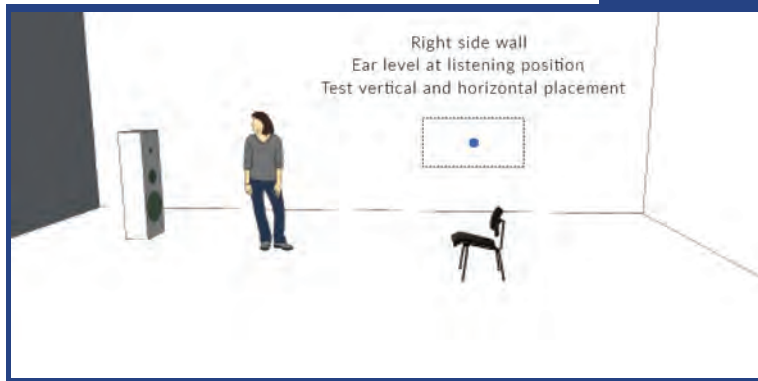 Right side wall
Ear level at listening position
Test vertical and horizontal placement